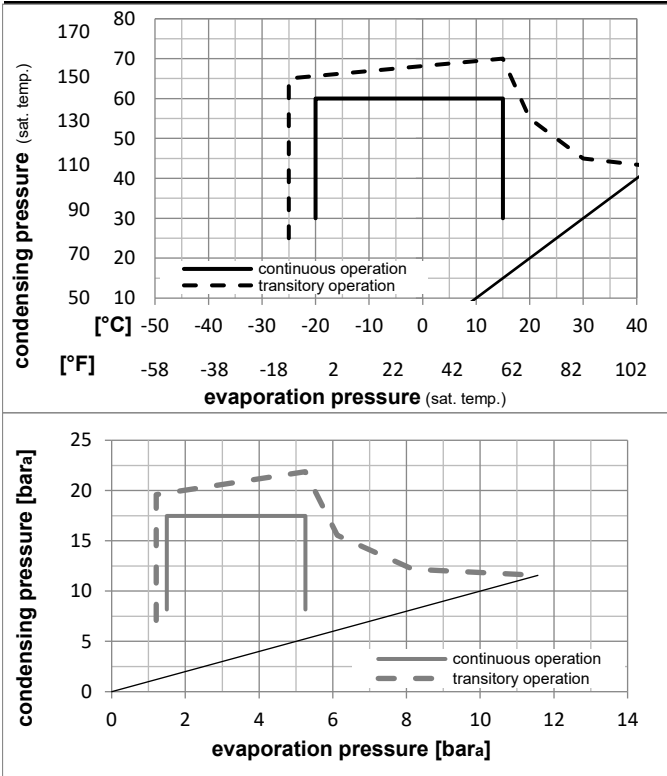 condensing pressure (sat. temp.)
170 80
70
150 60
130 50
110 40
90 30
70 20
50 10
continuous operation
transitory operation
[°C] -50 -40 -30 -20 -10 0 10 20 30 40
[°F] -58 -38 -18 2 22 42 62 82 102
evaporation pressure (sat. temp.)
condensing pressure [bara]
25
20
15
10
5
0
continuous operation
transitory operation
0 2 4 6 8 10 12 14
evaporation pressure [bara]